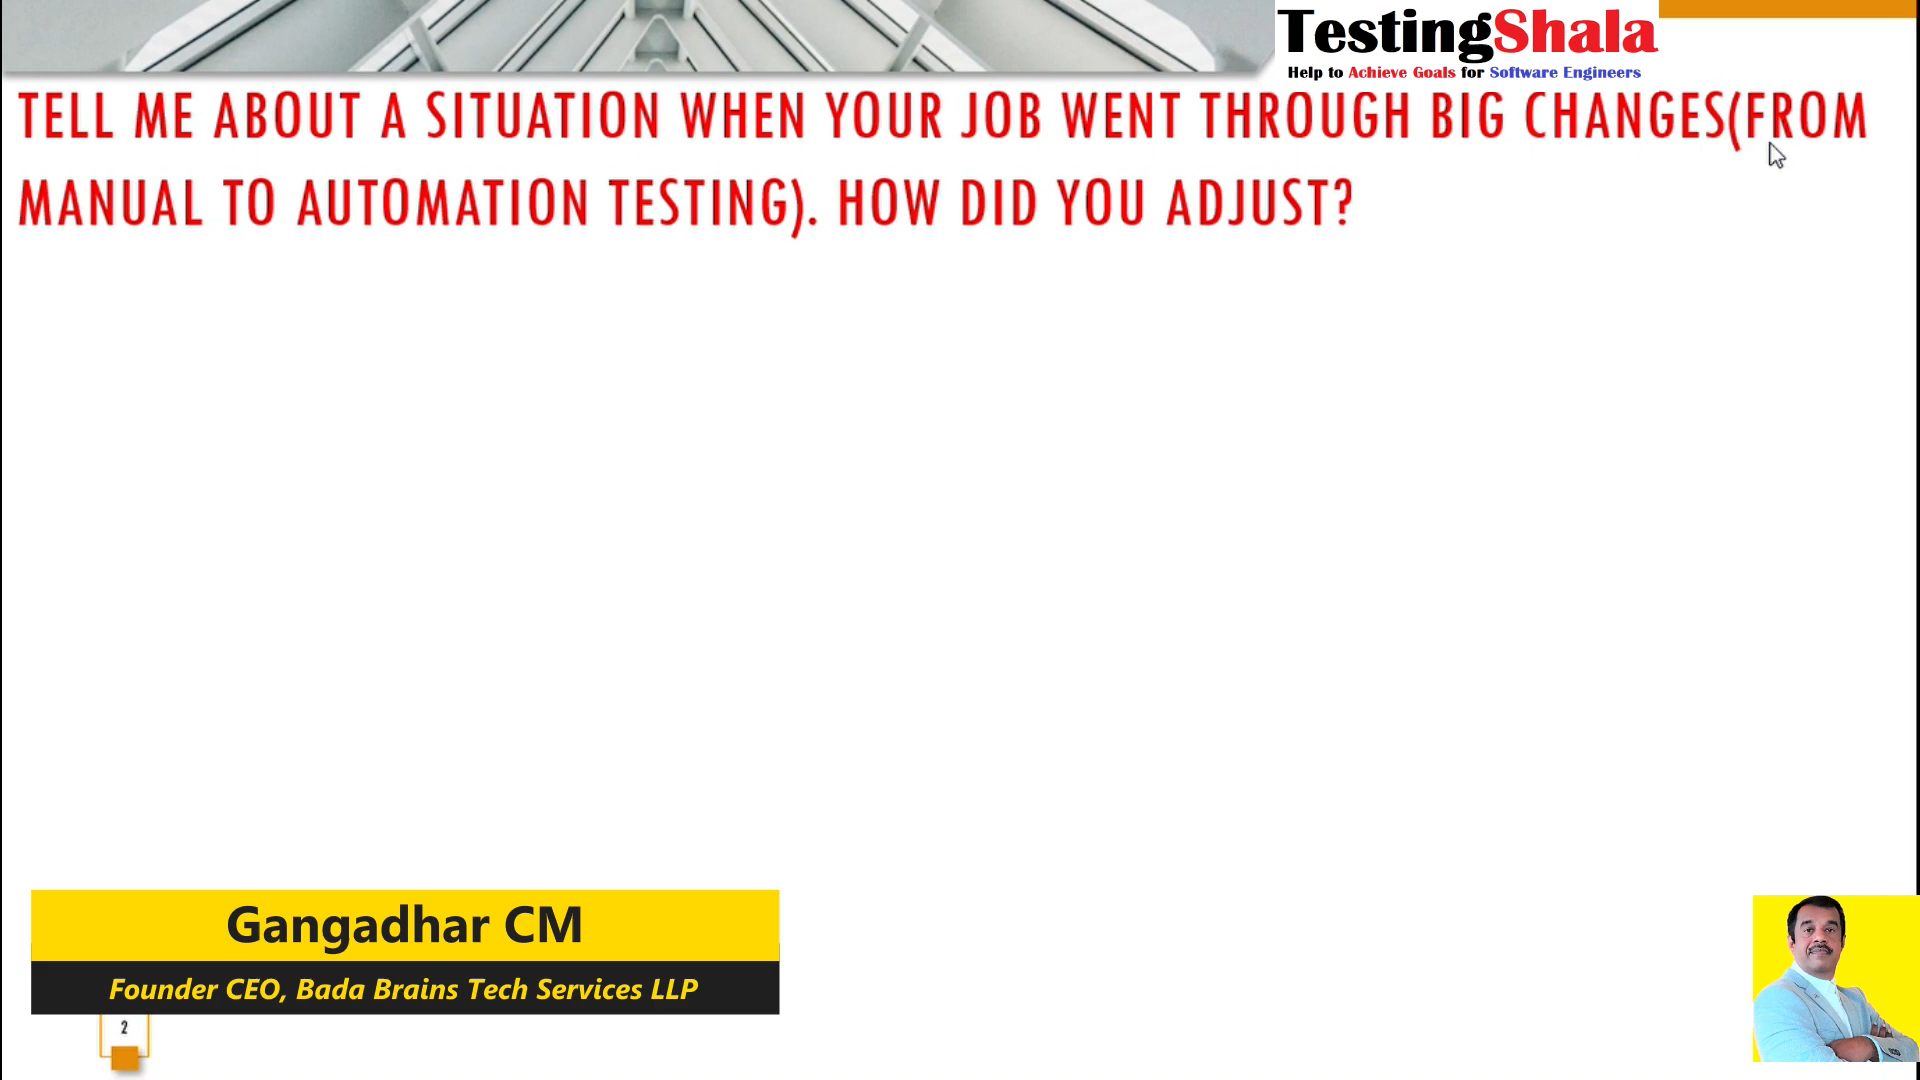 TestingShala
Help to Achieve Goals for Software Engineers
TELL ME ABOUT A SITUATION WHEN YOUR JOB WENT THROUGH BIG CHANGES(FROM
MANUAL TO AUTOMATION TESTING). HOW DID YOU ADJUST?
Gangadhar CM
Founder CEO, Bada Brains Tech Services LLP
2